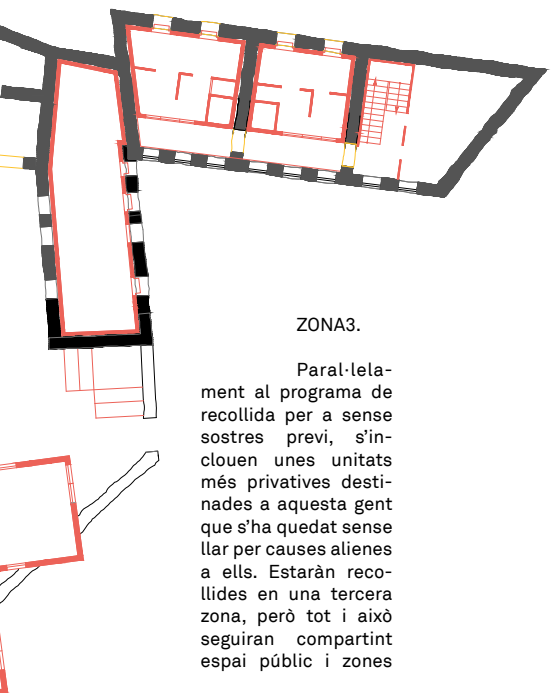 ZONA3.
Paral·lela-
ment al programa de
recollida per a sense
sostres previ, s’in-
clouen unes unitats
més privatives desti-
nades a aquesta gent
que s’ha quedat sense
llar per causes alienes
a ells. Estaràn reco-
llides en una tercera
zona, però tot i això
seguiran compartint
espai públic i zones